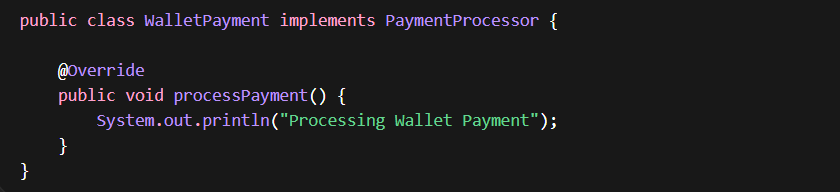 public class WalletPayment implements PaymentProcessor {
@Override
public void processPayment() {
System.out.println("Processing Wallet Payment");
}
}